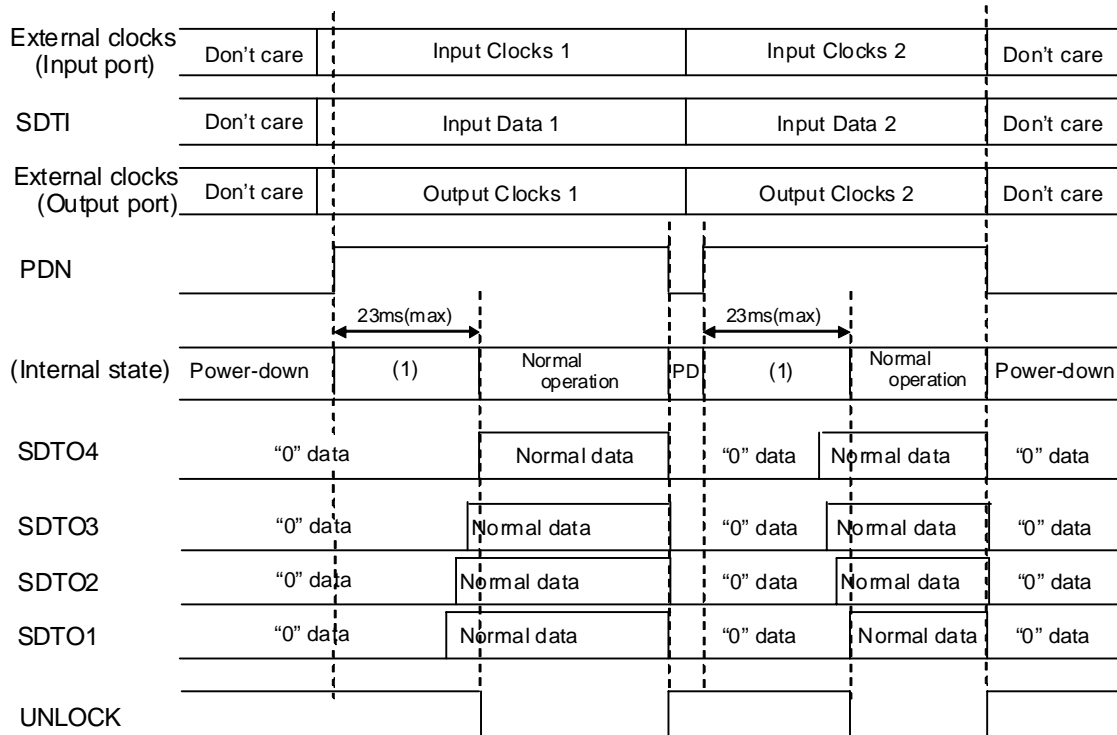 External clocks
(Input port)
Don't care
Input Clocks 1
Input Clocks 2
Don't care
SDTI
Don't care
Input Data 1
Input Data 2
Don't care
External clocks
(Output port)
Don't care
Output Clocks 1
Output Clocks 2
Don't care
PDN
23ms(max)
23ms(max)
(Internal state)
Power-down
(1)
Normal
operation
PD
(1)
Normal
operation
Power-down
SDTO4
“0” data
Normal data
“0” data
Normal data
“0” data
SDTO3
“0” data
Normal data
“0” data
Normal data
“0” data
SDTO2
“0” data
Normal data
“0” data
Normal data
“0” data
SDTO1
“0” data
Normal data
“0” data
Normal data
“0” data
UNLOCK